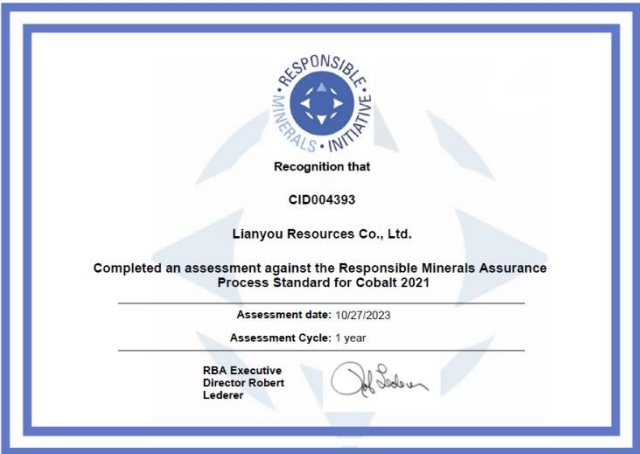 RESPONSIBLE • MINERALS • INITIATIVE •
Recognition that
CID004393
Lianyou Resources Co., Ltd.
Completed an assessment against the Responsible Minerals Assurance
Process Standard for Cobalt 2021
Assessment date: 10/27/2023
Assessment Cycle: 1 year
RBA Executive
Director Robert
Lederer